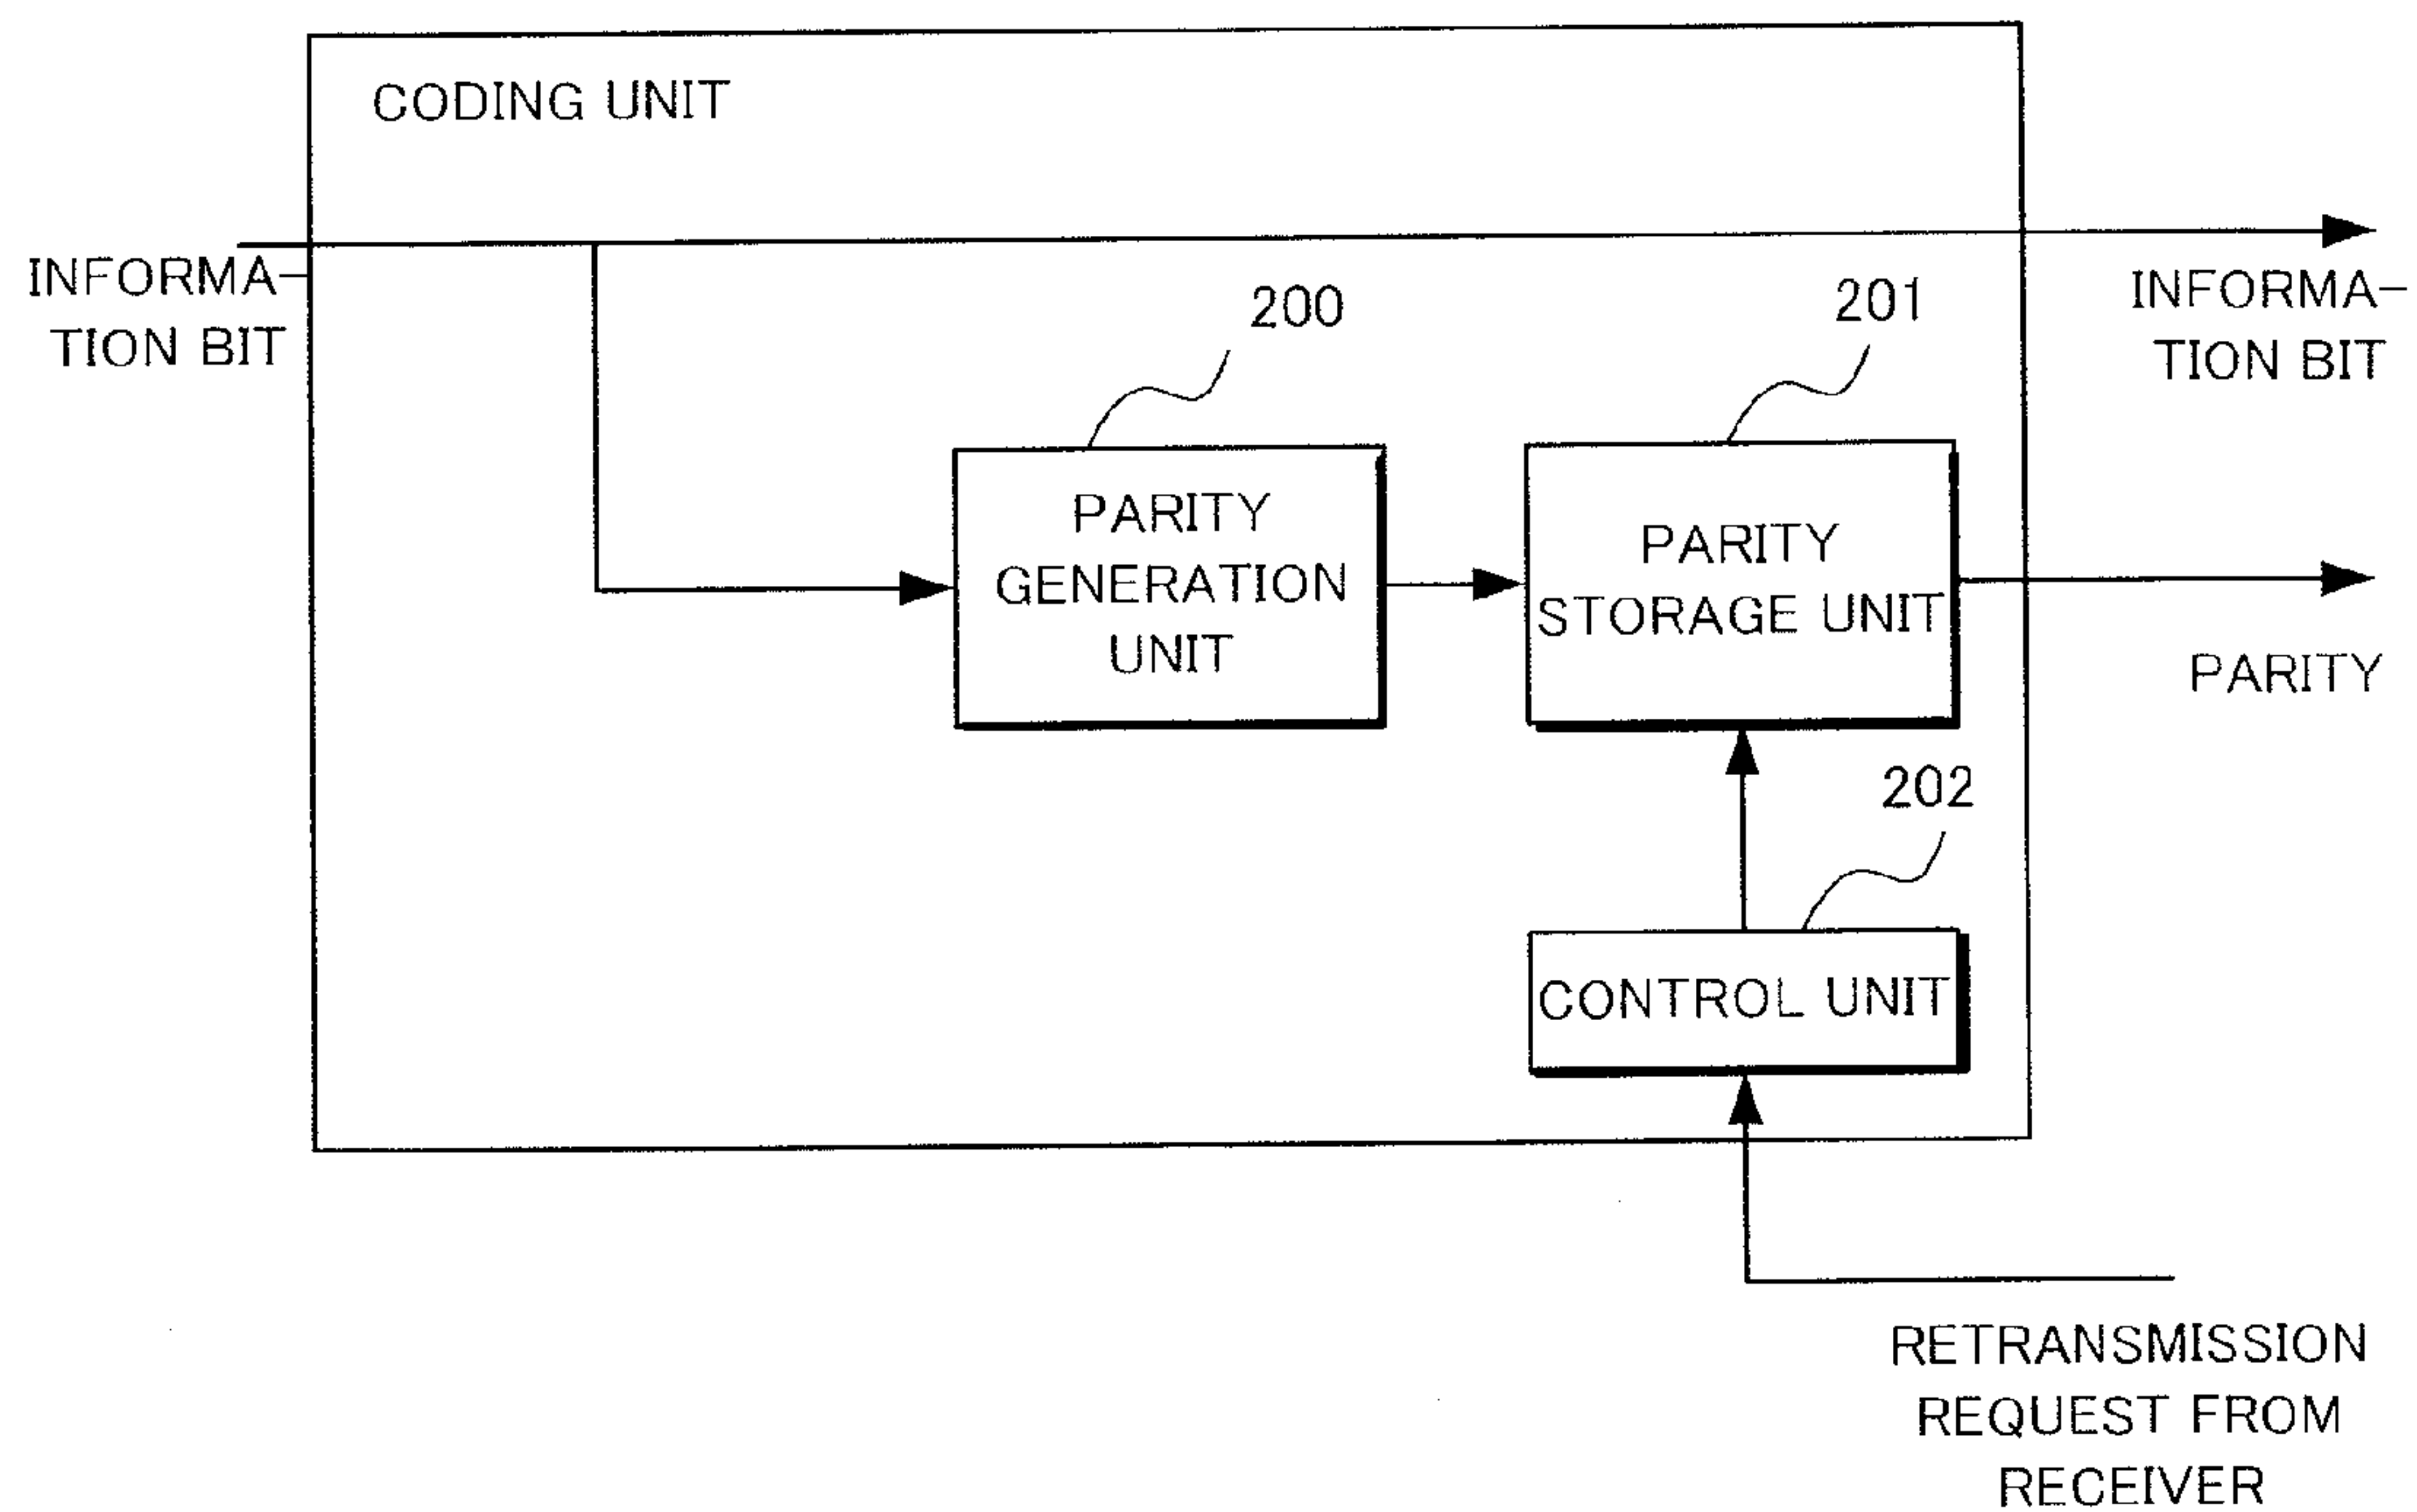 CODING UNIT
INFORMA-
TION BIT
200
201
INFORMA-
TION BIT
PARITY
GENERATION
UNIT
PARITY
STORAGE UNIT
PARITY
202
CONTROL UNIT
RETRANSMISSION
REQUEST FROM
RECEIVER